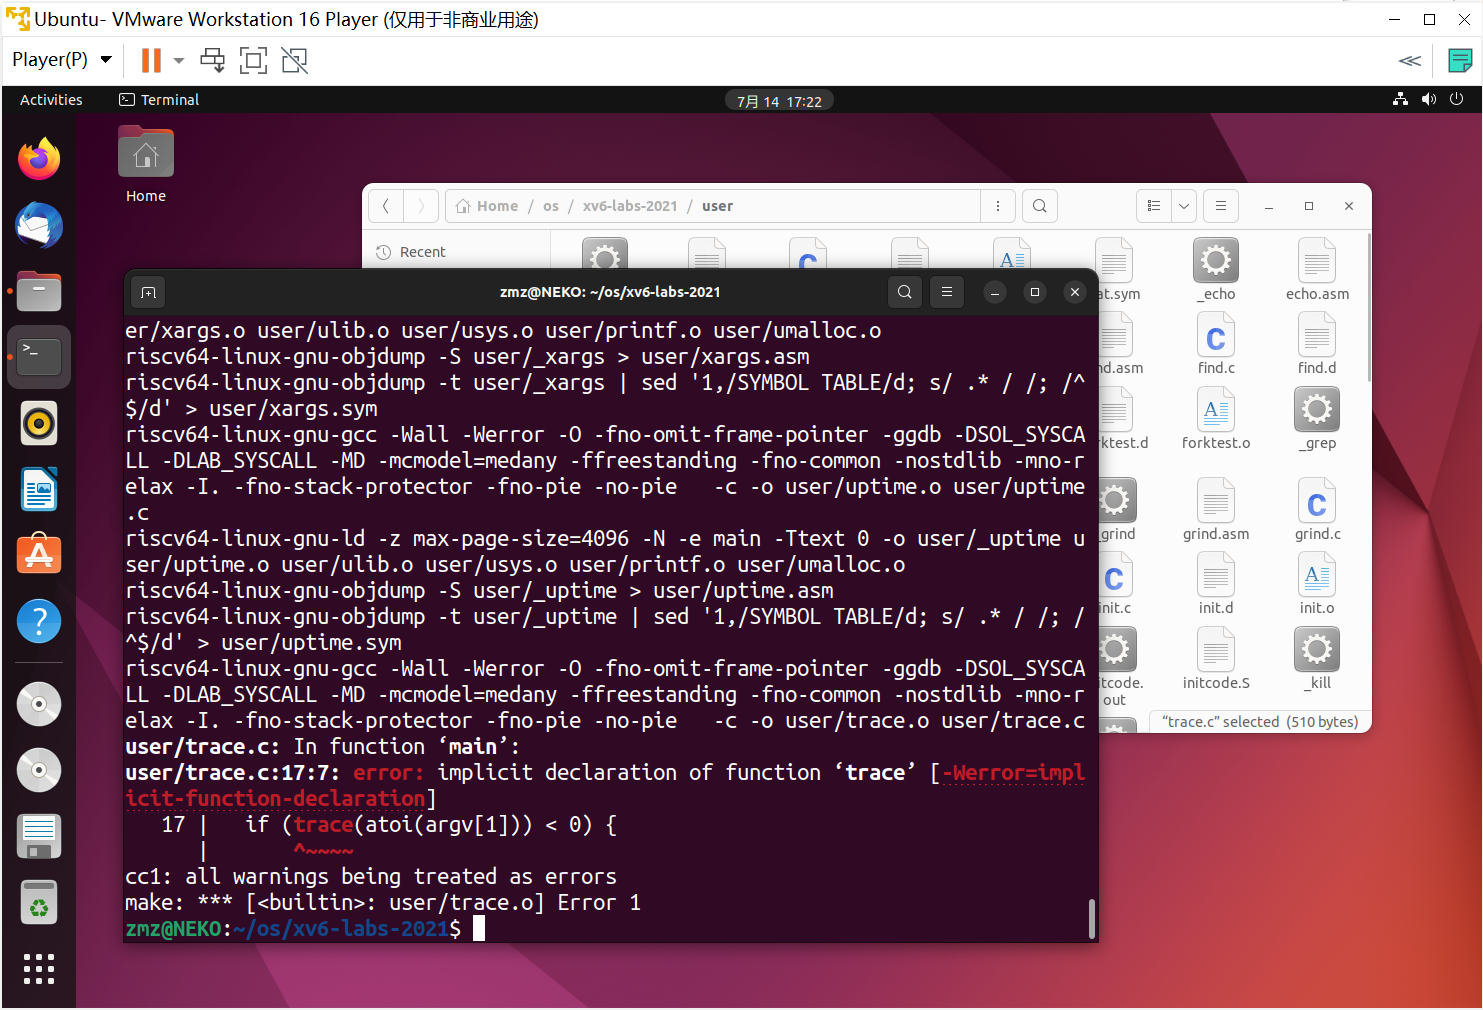 Ubuntu- VMware Workstation 16 Player (仅用于非商业用途)
Player(P)
Activities
Terminal
7月 14 17:22
Home
Home / os / xv6-labs-2021 / user
Recent
at.sym
_echo
echo.asm
nd.asm
find.c
find.d
rktest.d
forktest.o
_grep
grind
grind.asm
grind.c
init.c
init.d
init.o
itcode.
out
initcode.S
_kill
“trace.c” selected (510 bytes)
zmz@NEKO: ~/os/xv6-labs-2021
er/xargs.o user/ulib.o user/usys.o user/printf.o user/umalloc.o
riscv64-linux-gnu-objdump -S user/_xargs > user/xargs.asm
riscv64-linux-gnu-objdump -t user/_xargs | sed '1,/SYMBOL TABLE/d; s/ .* / /; /^
$/d' > user/xargs.sym
riscv64-linux-gnu-gcc -Wall -Werror -O -fno-omit-frame-pointer -ggdb -DSOL_SYSCA
LL -DLAB_SYSCALL -MD -mcmodel=medany -ffreestanding -fno-common -nostdlib -mno-r
elax -I. -fno-stack-protector -fno-pie -no-pie   -c -o user/uptime.o user/uptime
.c
riscv64-linux-gnu-ld -z max-page-size=4096 -N -e main -Ttext 0 -o user/_uptime u
ser/uptime.o user/ulib.o user/usys.o user/printf.o user/umalloc.o
riscv64-linux-gnu-objdump -S user/_uptime > user/uptime.asm
riscv64-linux-gnu-objdump -t user/_uptime | sed '1,/SYMBOL TABLE/d; s/ .* / /; /
^$/d' > user/uptime.sym
riscv64-linux-gnu-gcc -Wall -Werror -O -fno-omit-frame-pointer -ggdb -DSOL_SYSCA
LL -DLAB_SYSCALL -MD -mcmodel=medany -ffreestanding -fno-common -nostdlib -mno-r
elax -I. -fno-stack-protector -fno-pie -no-pie   -c -o user/trace.o user/trace.c
user/trace.c: In function ‘main’:
user/trace.c:17:7: error: implicit declaration of function ‘trace’ [-Werror=impl
icit-function-declaration]
   17 |   if (trace(atoi(argv[1])) < 0) {
      |       ^~~~~
cc1: all warnings being treated as errors
make: *** [<builtin>: user/trace.o] Error 1
zmz@NEKO:~/os/xv6-labs-2021$